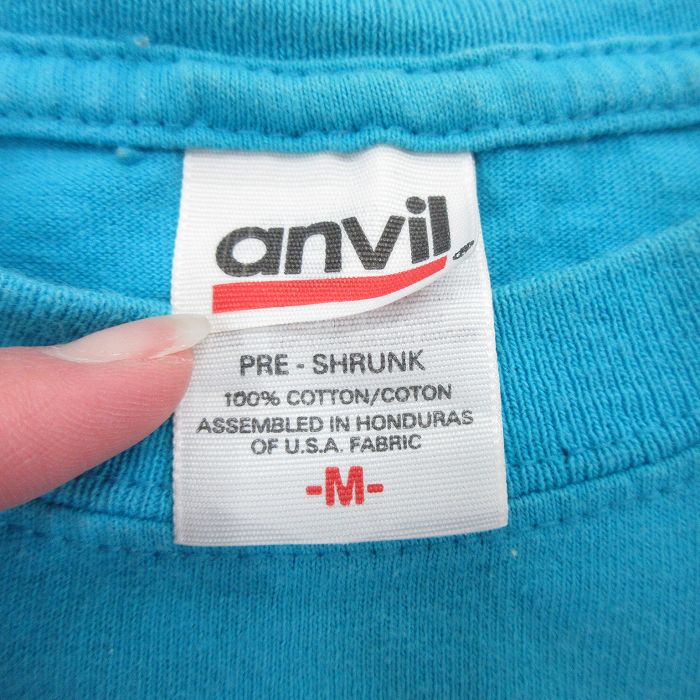 anvil
PRE - SHRUNK
100% COTTON/COTON
ASSEMBLED IN HONDURAS
OF U.S.A. FABRIC
-M-